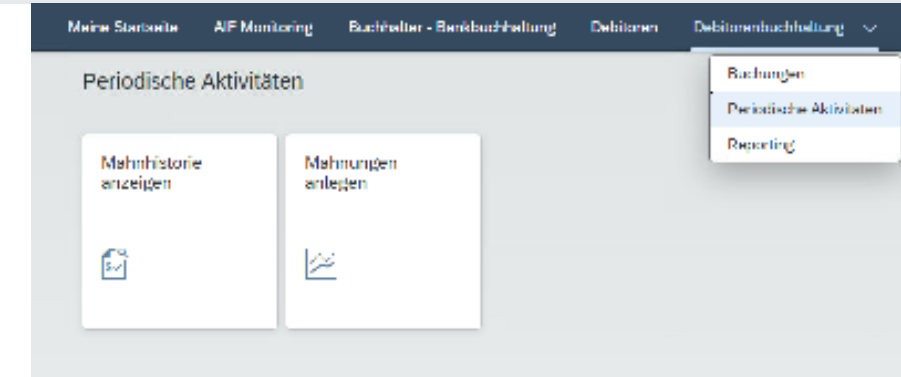 Meine Startseite AIF Monitoring Buchhalter - Bankbuchhaltung Debitoren Debitorenbuchhaltung
Periodische Aktivitäten
Buchungen
Periodische Aktivitäten
Reporting
Mahnhistorie
anzeigen
Mahnungen
anlegen